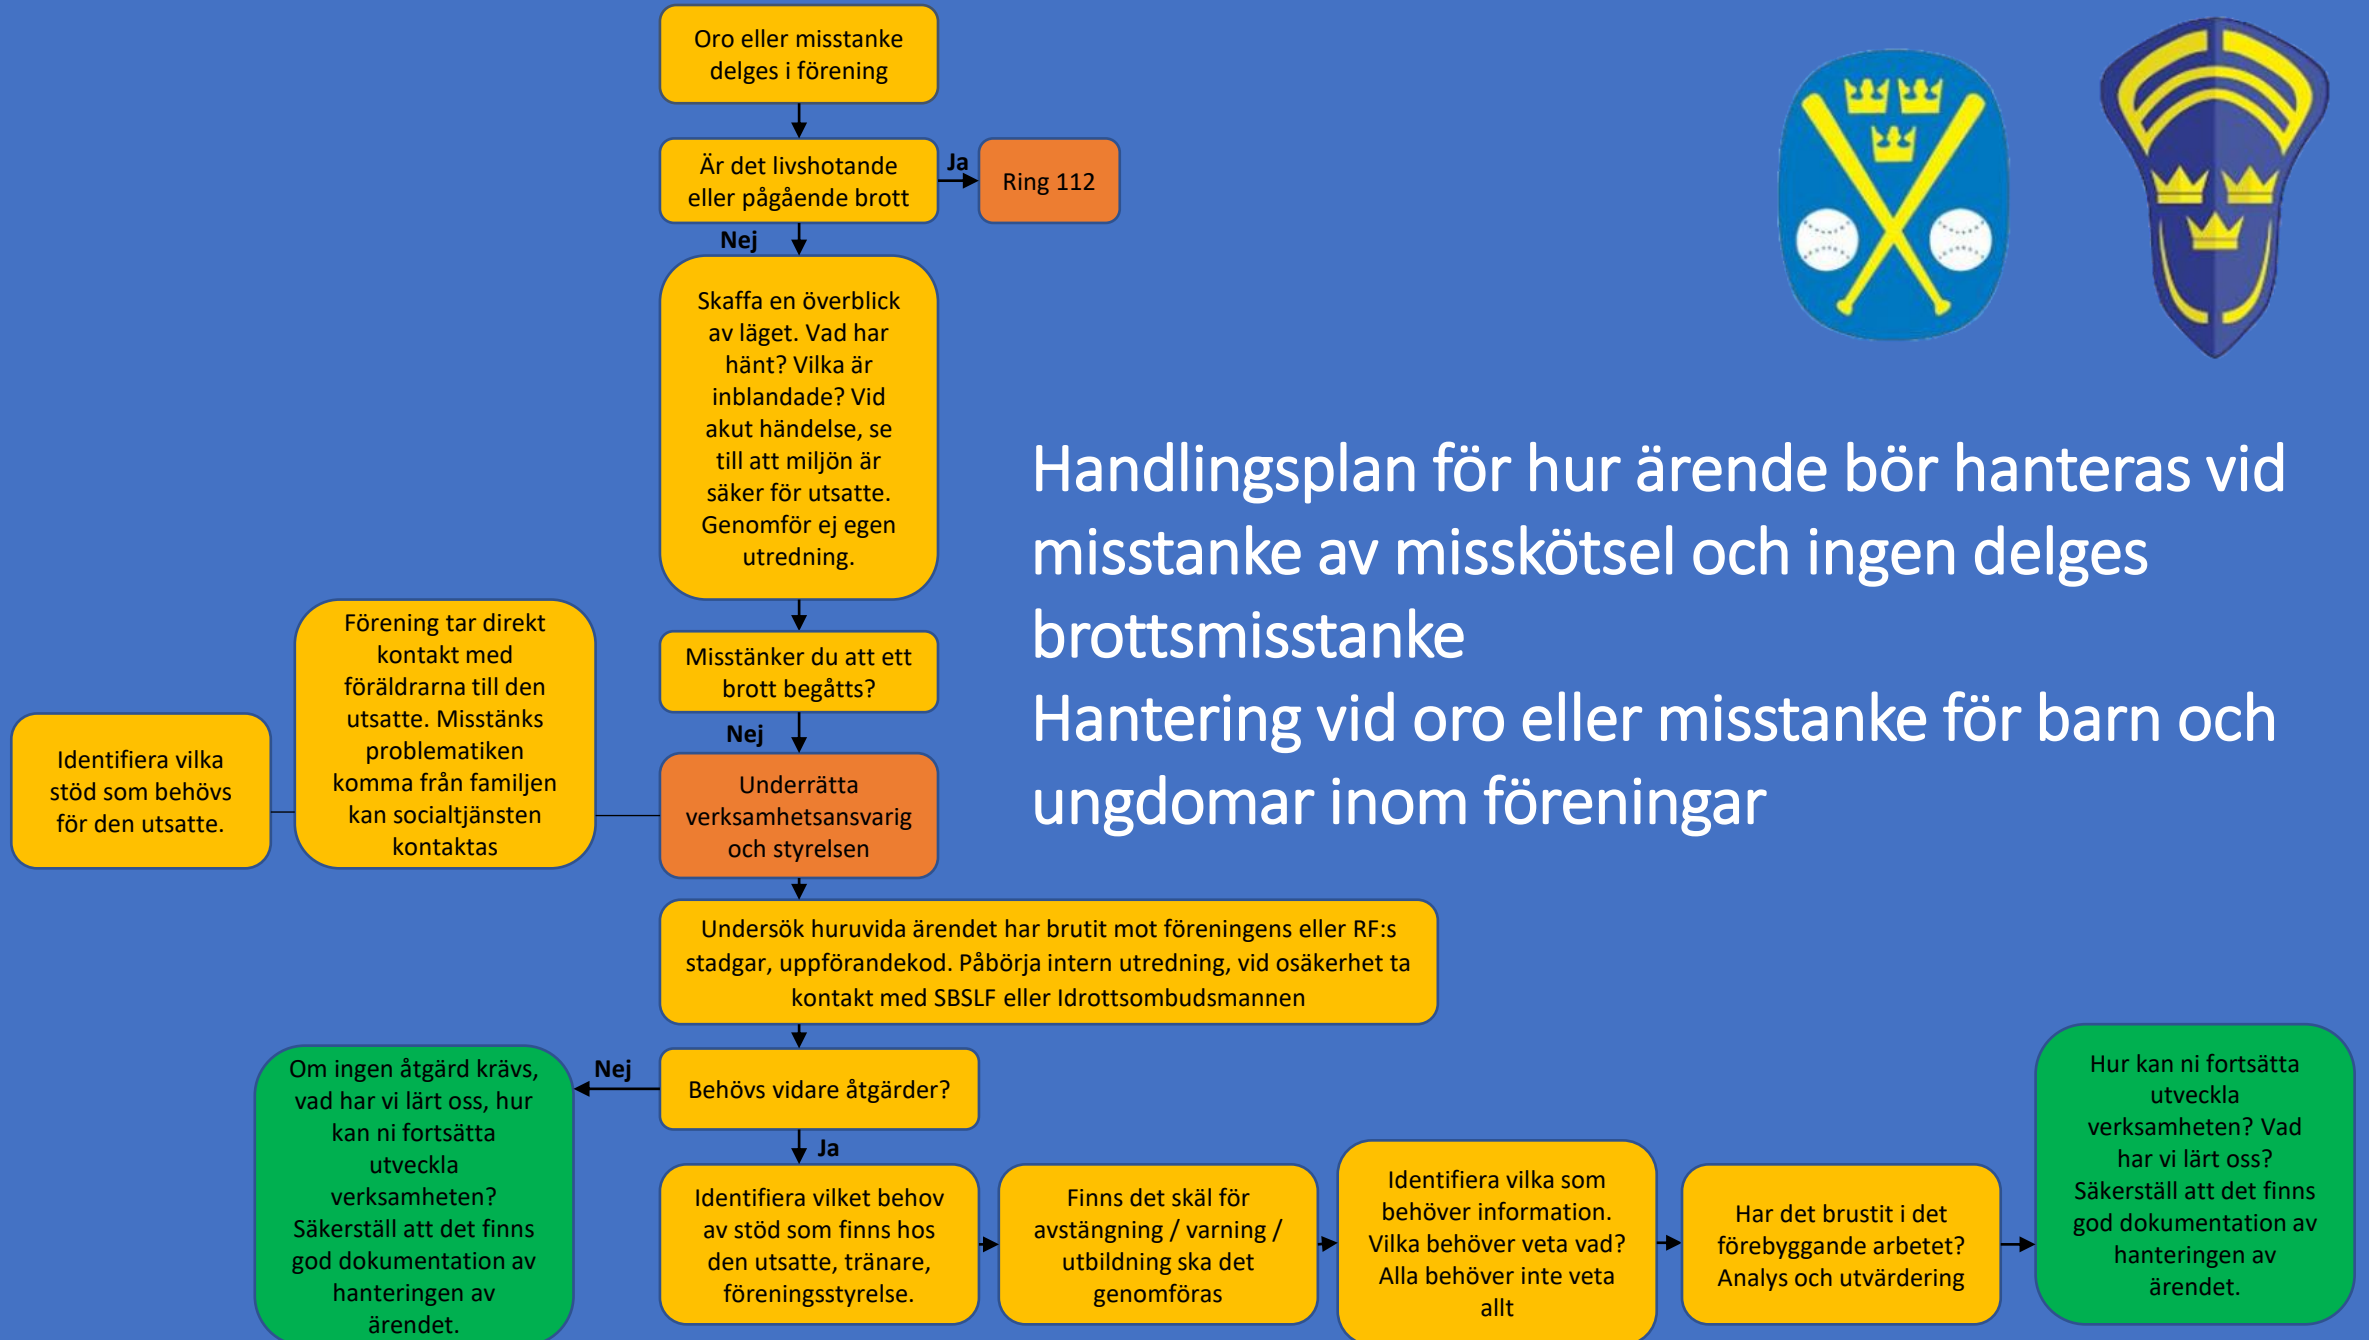 Oro eller misstanke
delges i förening
Är det livshotande
eller pågående brott
Ja
Ring 112
Nej
Skaffa en överblick
av läget. Vad har
hänt? Vilka är
inblandade? Vid
akut händelse, se
till att miljön är
säker för utsatte.
Genomför ej egen
utredning.
Handlingsplan för hur ärende bör hanteras vid
misstanke av misskötsel och ingen delges
brottsmisstanke
Hantering vid oro eller misstanke för barn och
ungdomar inom föreningar
Misstänker du att ett
brott begåtts?
Nej
Underrätta
verksamhetsansvarig
och styrelsen
Förening tar direkt
kontakt med
föräldrarna till den
utsatte. Misstänks
problematiken
komma från familjen
kan socialtjänsten
kontaktas
Identifiera vilka
stöd som behövs
för den utsatte.
Undersök huruvida ärendet har brutit mot föreningens eller RF:s
stadgar, uppförandekod. Påbörja intern utredning, vid osäkerhet ta
kontakt med SBSLF eller Idrottsombudsmannen
Behövs vidare åtgärder?
Nej
Om ingen åtgärd krävs,
vad har vi lärt oss, hur
kan ni fortsätta
utveckla
verksamheten?
Säkerställ att det finns
god dokumentation av
hanteringen av
ärendet.
Ja
Identifiera vilket behov
av stöd som finns hos
den utsatte, tränare,
föreningsstyrelse.
Finns det skäl för
avstängning / varning /
utbildning ska det
genomföras
Identifiera vilka som
behöver information.
Vilka behöver veta vad?
Alla behöver inte veta
allt
Har det brustit i det
förebyggande arbetet?
Analys och utvärdering
Hur kan ni fortsätta
utveckla
verksamheten? Vad
har vi lärt oss?
Säkerställ att det finns
god dokumentation av
hanteringen av
ärendet.